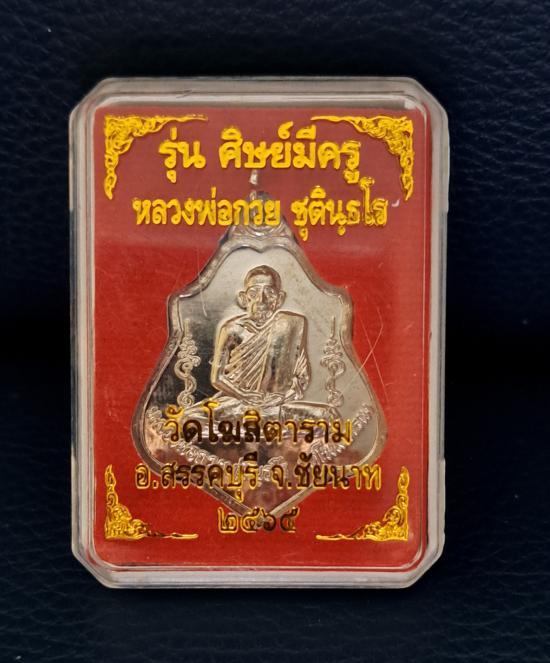 รุ่น ศิษย์มีครู
หลวงพ่อกวย ชุตินฺธโร
วัดโฆสิตาราม
อ.สรรคบุรี จ.ชัยนาท
๒๕๖๕